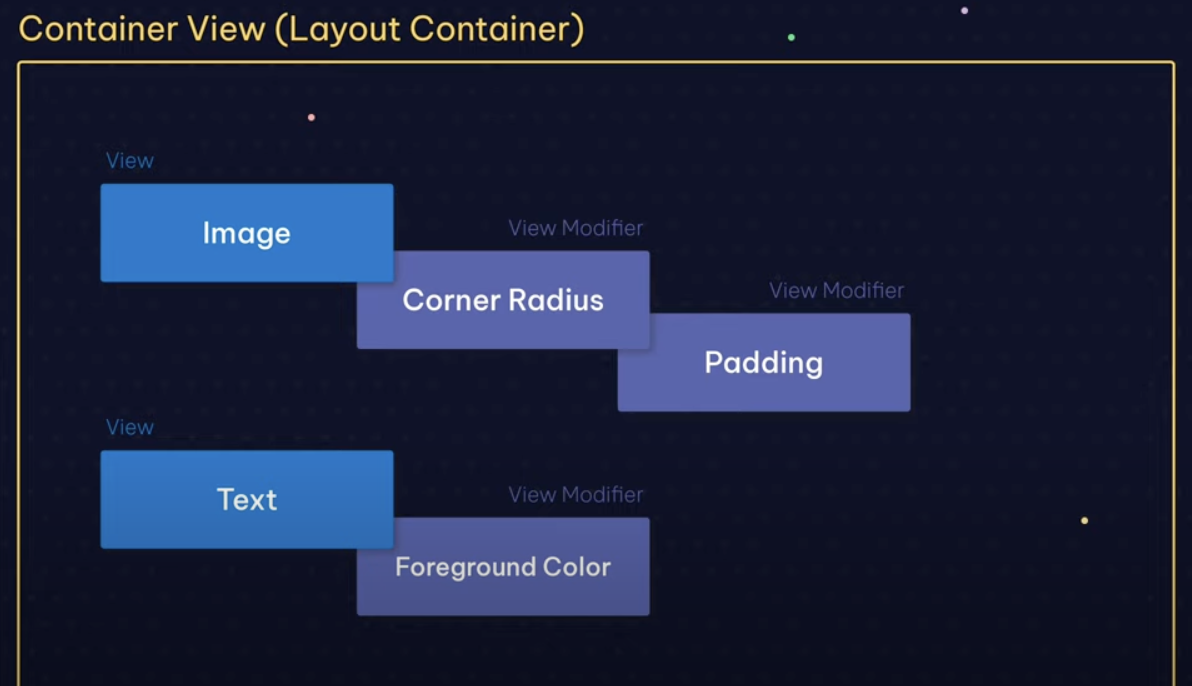 Container View (Layout Container)
View
Image
View Modifier
Corner Radius
View Modifier
Padding
View
Text
View Modifier
Foreground Color